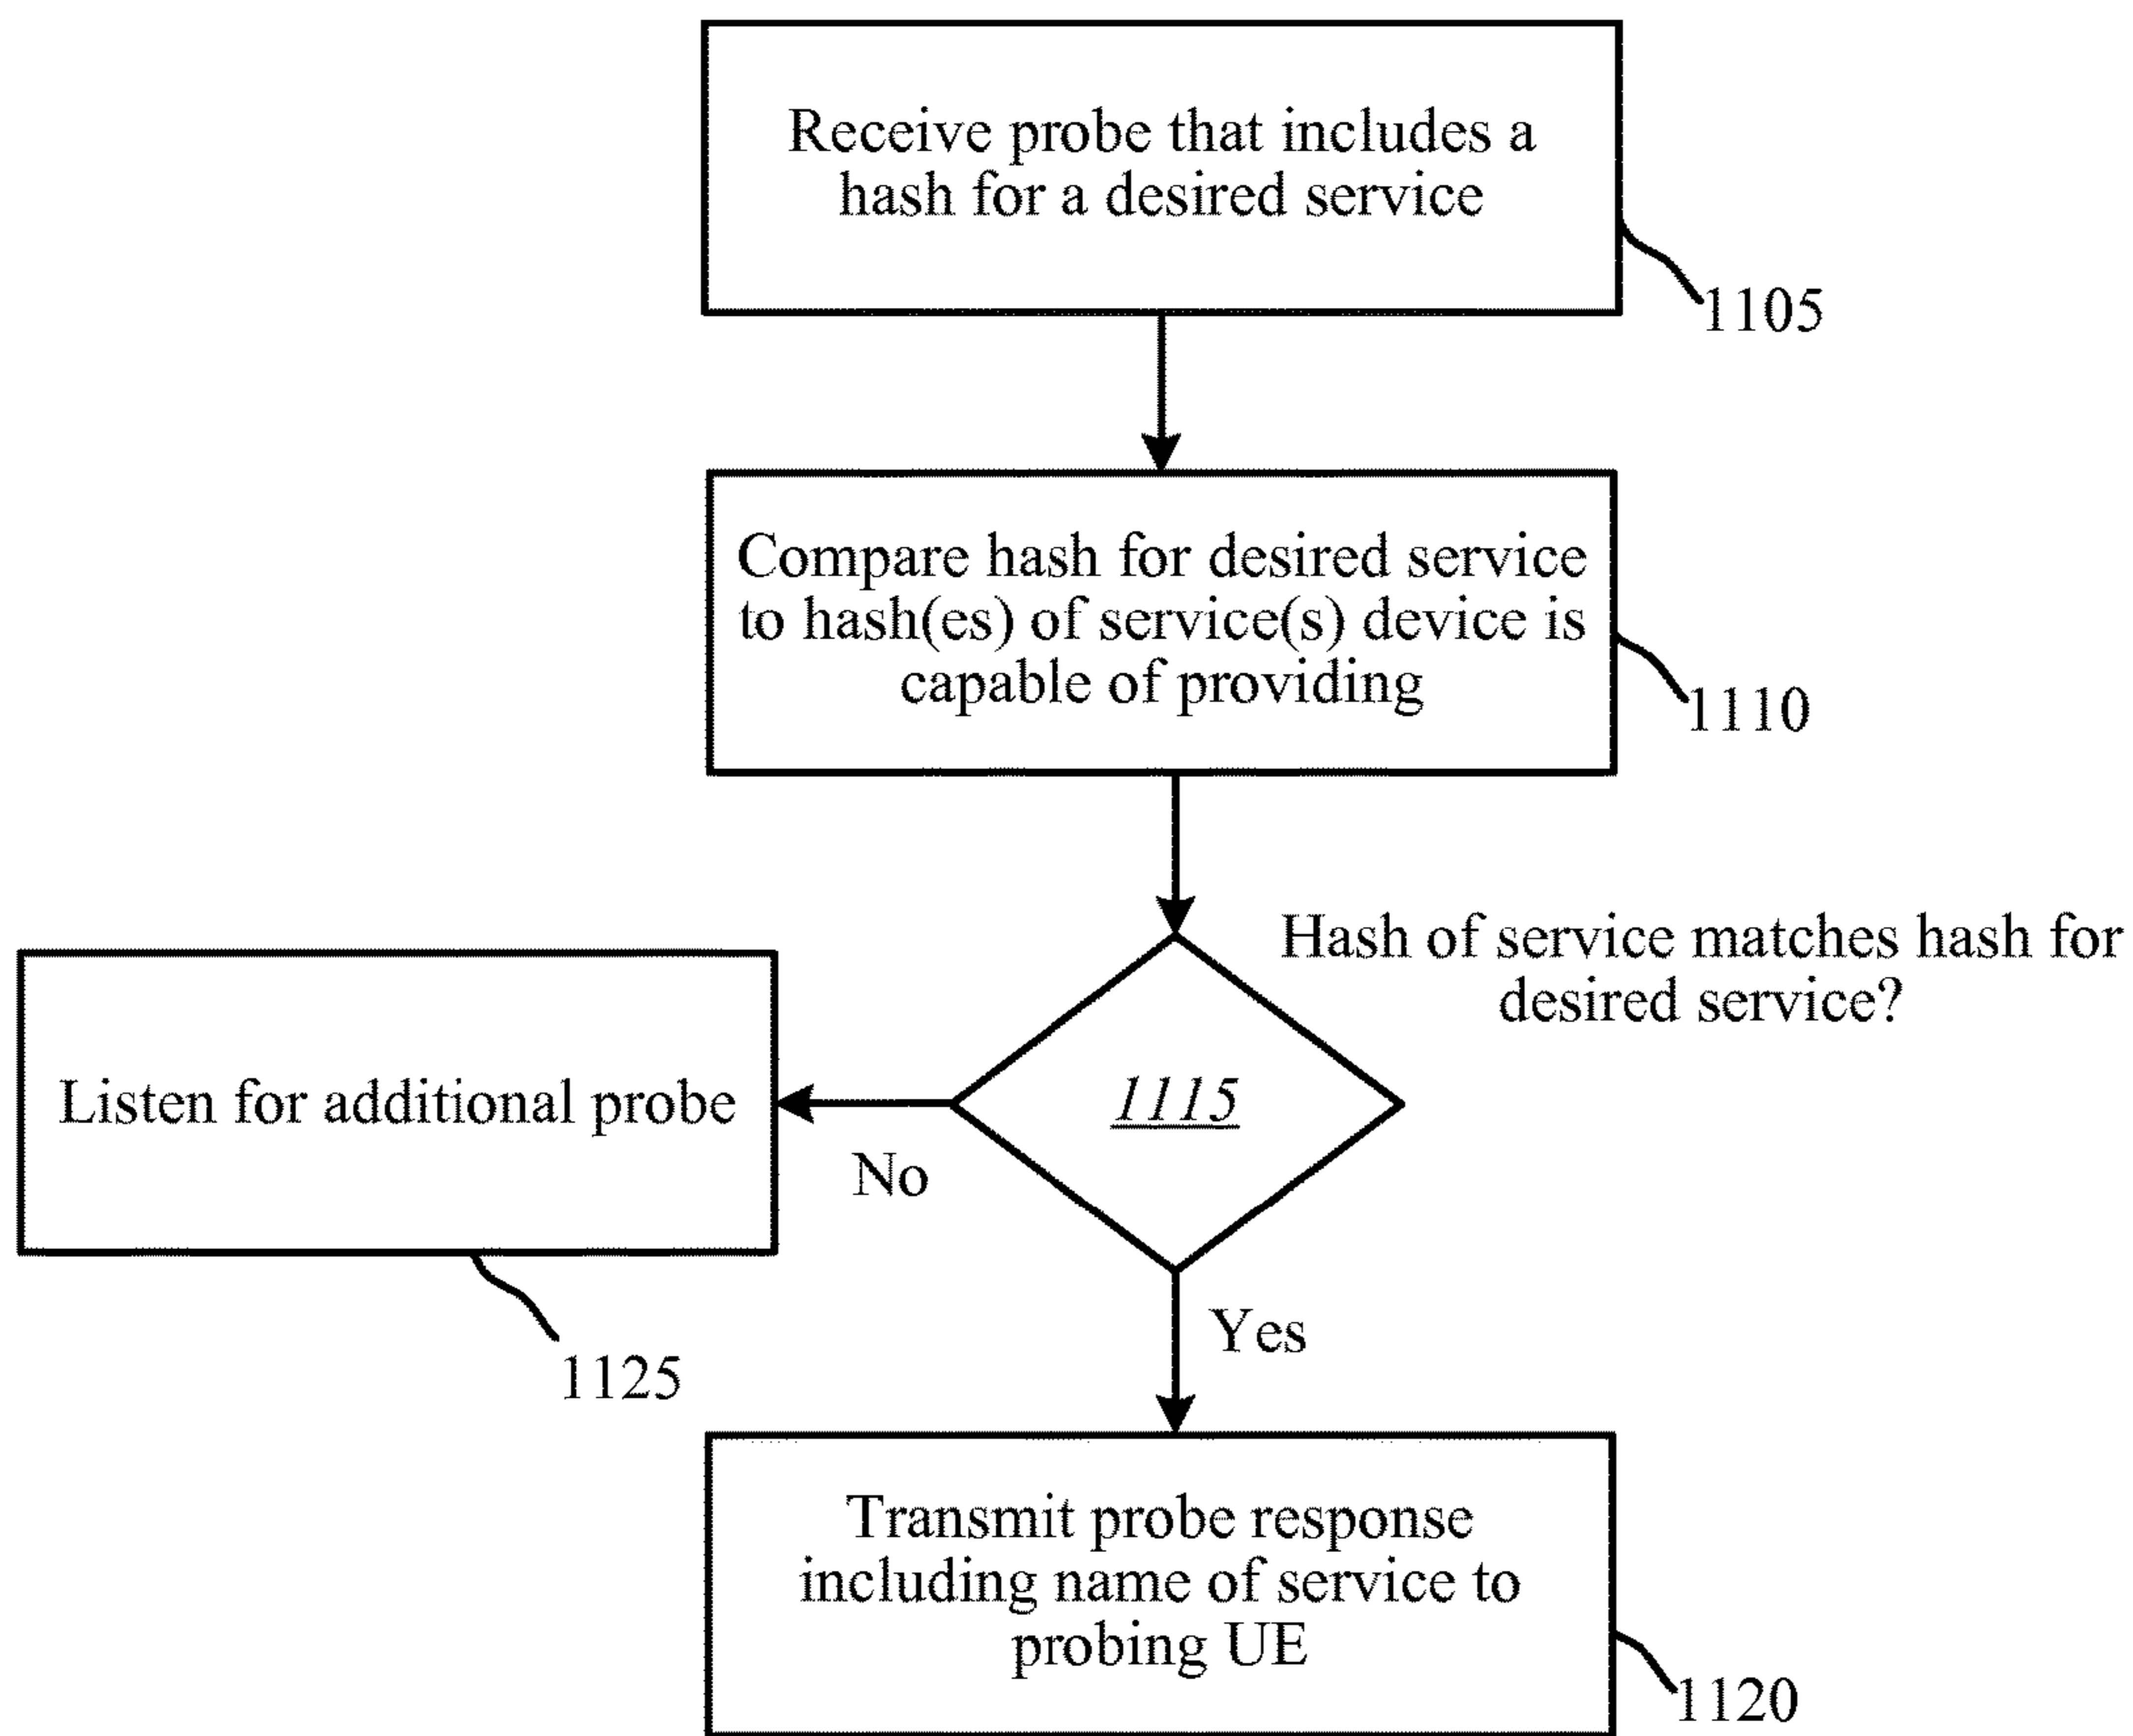 Receive probe that includes a
hash for a desired service
1105
Compare hash for desired service
to hash(es) of service(s) device is
capable of providing
1110
Hash of service matches hash for
desired service?
1115
Listen for additional probe
No
1125
Yes
Transmit probe response
including name of service to
probing UE
1120